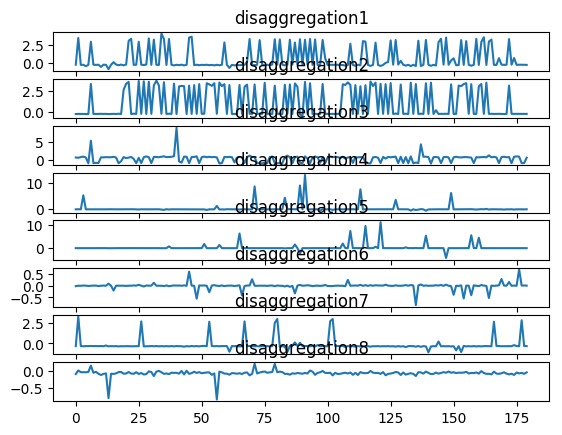 disaggregation1
2.5
0.0
disaggregation2
2.5
0.0
disaggregation3
5
0
disaggregation4
10
0
disaggregation5
10
0
disaggregation6
0.5
0.0
−0.5
disaggregation7
2.5
0.0
disaggregation8
0.0
−0.5
0 25 50 75 100 125 150 175